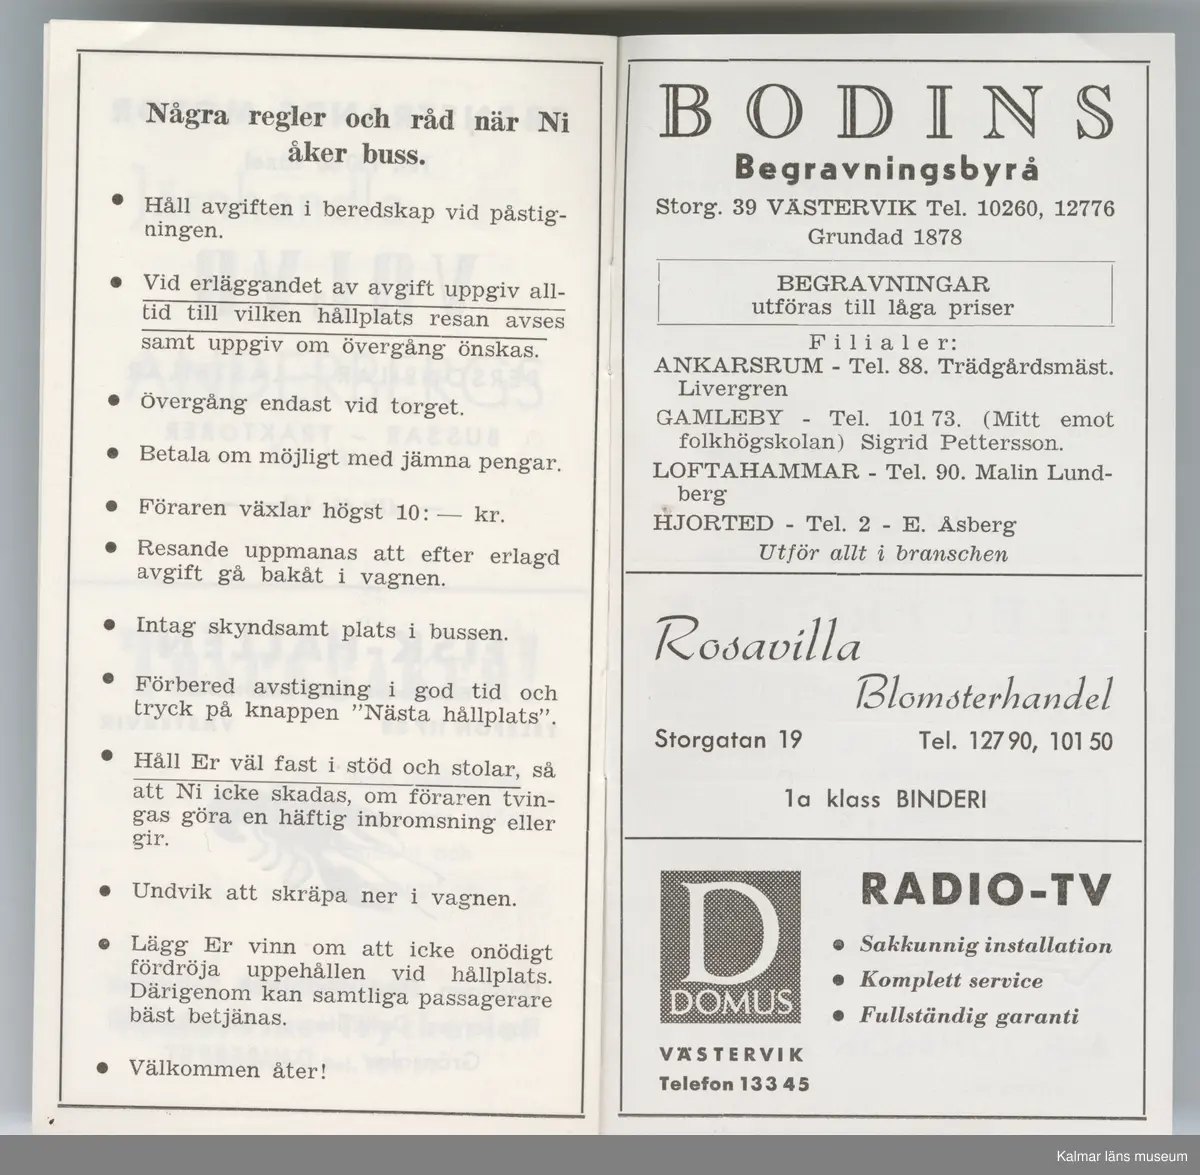 Några regler och råd när Ni
åker buss.
● Håll avgiften i beredskap vid påstig-
ningen.
● Vid erläggandet av avgift uppgiv all-
tid till vilken hållplats resan avses
samt uppgiv om övergång önskas.
● Övergång endast vid torget.
● Betala om möjligt med jämna pengar.
● Föraren växlar högst 10: — kr.
● Resande uppmanas att efter erlagd
avgift gå bakåt i vagnen.
● Intag skyndsamt plats i bussen.
● Förbered avstigning i god tid och
tryck på knappen ”Nästa hållplats”.
● Håll Er väl fast i stöd och stolar, så
att Ni icke skadas, om föraren tvin-
gas göra en häftig inbromsning eller
gir.
● Undvik att skräpa ner i vagnen.
● Lägg Er vinn om att icke onödigt
fördröja uppehållen vid hållplats.
Därigenom kan samtliga passagerare
bäst betjänas.
● Välkommen åter!
BODINS
Begravningsbyrå
Storg. 39 VÄSTERVIK Tel. 10260, 12776
Grundad 1878
BEGRAVNINGAR
utföras till låga priser
Filialer:
ANKARSRUM - Tel. 88. Trädgårdsmäst.
Livergren
GAMLEBY - Tel. 101 73. (Mitt emot
folkhögskolan) Sigrid Pettersson.
LOFTAHAMMAR - Tel. 90. Malin Lund-
berg
HJORTED - Tel. 2 - E. Åsberg
Utför allt i branschen
Rosavilla
Blomsterhandel
Storgatan 19 Tel. 127 90, 101 50
1a klass BINDERI
D
DOMUS
VÄSTERVIK
Telefon 133 45
RADIO-TV
● Sakkunnig installation
● Komplett service
● Fullständig garanti
Kalmar läns museum